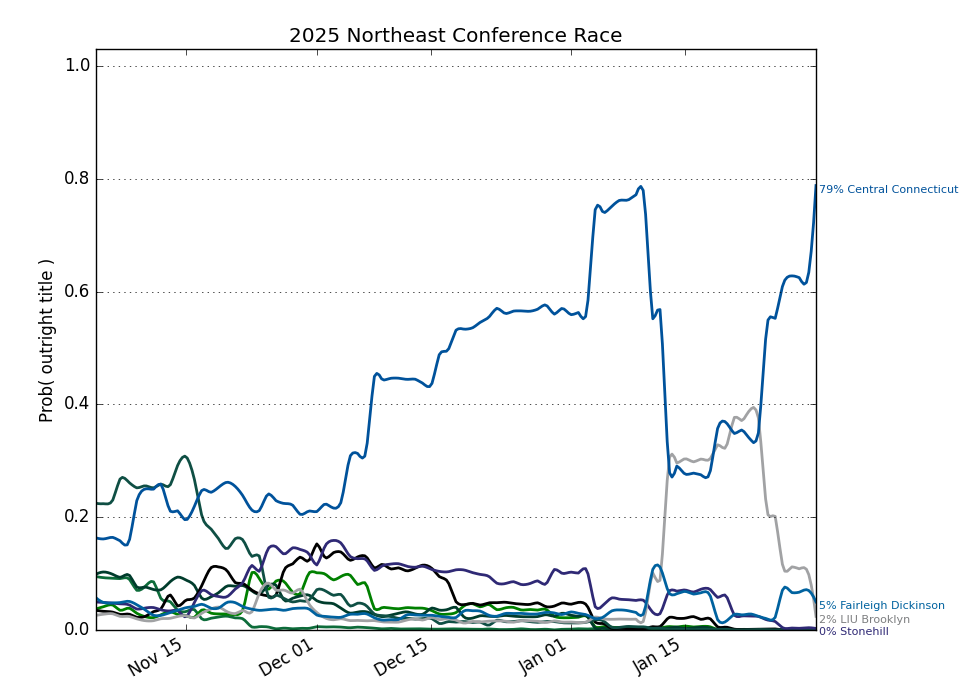 2025 Northeast Conference Race
Prob( outright title )
1.0
0.8
0.6
0.4
0.2
0.0
79% Central Connecticut
5% Fairleigh Dickinson
2% LIU Brooklyn
0% Stonehill
Nov 15
Dec 01
Dec 15
Jan 01
Jan 15